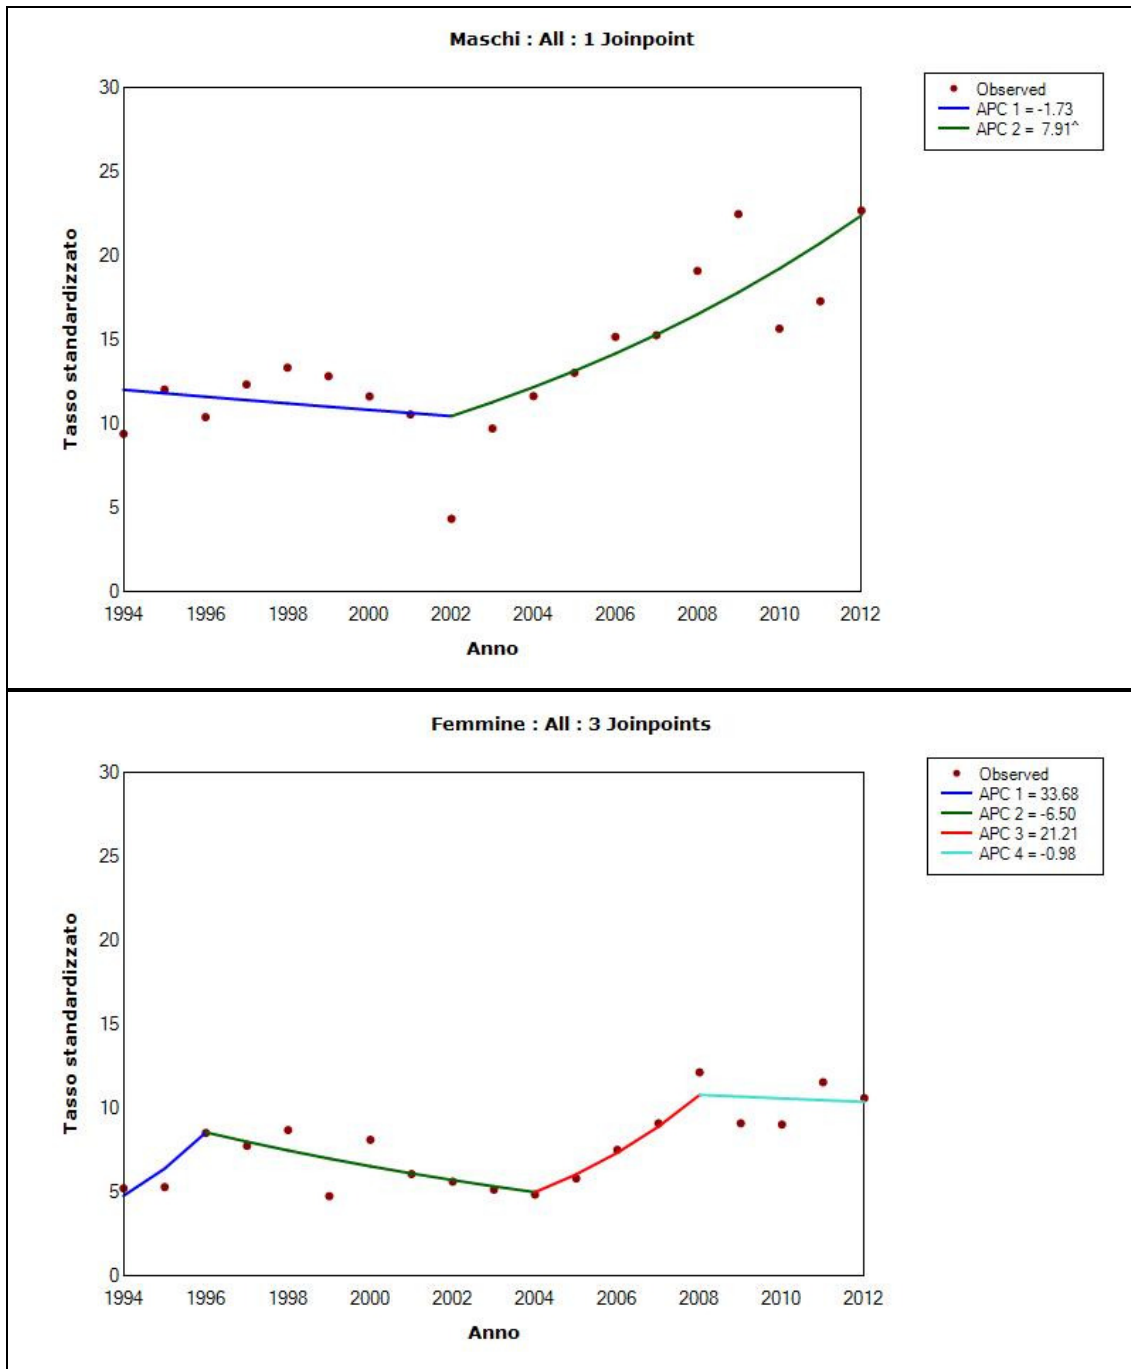 Maschi : All : 1 Joinpoint
Observed
APC 1 = -1.73
APC 2 =  7.91^
Tasso standardizzato
30
25
20
15
10
5
0
1994 1996 1998 2000 2002 2004 2006 2008 2010 2012
Anno
Femmine : All : 3 Joinpoints
Observed
APC 1 = 33.68
APC 2 = -6.50
APC 3 = 21.21
APC 4 = -0.98
Tasso standardizzato
30
25
20
15
10
5
0
1994 1996 1998 2000 2002 2004 2006 2008 2010 2012
Anno